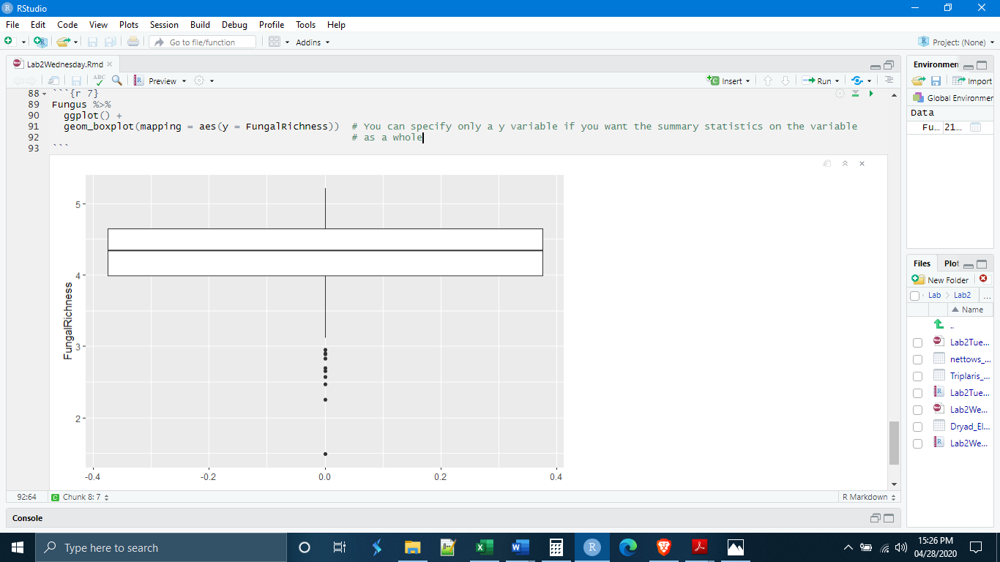 RStudio
File Edit Code View Plots Session Build Debug Profile Tools Help
Go to file/function Addins Project: (None)
Lab2Wednesday.Rmd
ABC Preview Insert Run
88 ```{r 7}
89 Fungus %>%
90 ggplot() +
91 geom_boxplot(mapping = aes(y = FungalRichness)) # You can specify only a y variable if you want the summary statistics on the variable
92 # as a whole
93 ```
FungalRichness
5
4
3
2
-0.4 -0.2 0.0 0.2 0.4
92:64 Chunk 8: 7 R Markdown
Console
Environmen
Import
Global Environmen
Data
Fu... 21...
Files Plot
New Folder
Lab Lab2 ...
Name
..
Lab2Tue...
nettows_...
Triplaris_...
Lab2Tue...
Lab2We...
Dryad_El...
Lab2We...
Type here to search
15:26 PM
04/28/2020